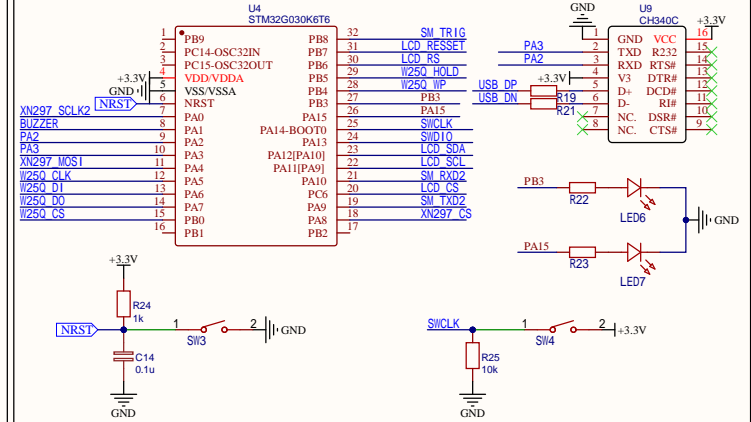 U4
STM32G030K6T6
1 PB9 PB8 32 SM_TRIG
2 PC14-OSC32IN PB7 31 LCD_RESSET
3 PC15-OSC32OUT PB6 30 LCD_RS
+3.3V 4 VDD/VDDA PB5 29 W25Q_HOLD
GND 5 VSS/VSSA PB4 28 W25Q_WP
NRST 6 NRST PB3 27 PB3
XN297_SCLK2 7 PA0 PA15 26 PA15
BUZZER 8 PA1 PA14-BOOT0 25 SWCLK
PA2 9 PA2 PA13 24 SWDIO
PA3 10 PA3 PA12[PA10] 23 LCD_SDA
XN297_MOSI 11 PA4 PA11[PA9] 22 LCD_SCL
W25Q_CLK 12 PA5 PA10 21 SM_RXD2
W25Q_DI 13 PA6 PC6 20 LCD_CS
W25Q_DO 14 PA7 PA9 19 SM_TXD2
W25Q_CS 15 PB0 PA8 18 XN297_CS
16 PB1 PB2 17
GND
U9
CH340C
+3.3V
1 GND VCC 16
PA3 2 TXD R232 15
PA2 3 RXD RTS# 14
+3.3V 4 V3 DTR# 13
USB_DP R19 5 D+ DCD# 12
USB_DN R21 6 D- RI# 11
7 NC. DSR# 10
8 NC. CTS# 9
PB3 R22 LED6
GND
PA15 R23 LED7
+3.3V
R24
1k
NRST 1 SW3 2 GND
C14
0.1u
GND
SWCLK 1 SW4 2 +3.3V
R25
10k
GND